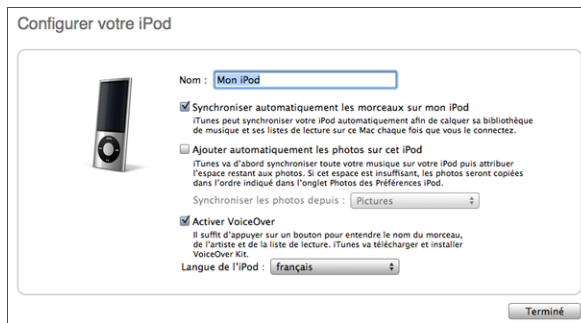 Configurer votre iPod
Nom : Mon iPod
Synchroniser automatiquement les morceaux sur mon iPod
iTunes peut synchroniser votre iPod automatiquement afin de calquer sa bibliothèque
de musique et ses listes de lecture sur ce Mac chaque fois que vous le connectez.
Ajouter automatiquement les photos sur cet iPod
iTunes va d'abord synchroniser toute votre musique sur votre iPod puis attribuer
l'espace restant aux photos. Si cet espace est insuffisant, les photos seront copiées
dans l'ordre indiqué dans l'onglet Photos des Préférences iPod.
Synchroniser les photos depuis : Pictures
Activer VoiceOver
Il suffit d'appuyer sur un bouton pour entendre le nom du morceau,
de l'artiste et de la liste de lecture. iTunes va télécharger et installer
VoiceOver Kit.
Langue de l'iPod : français
Terminé